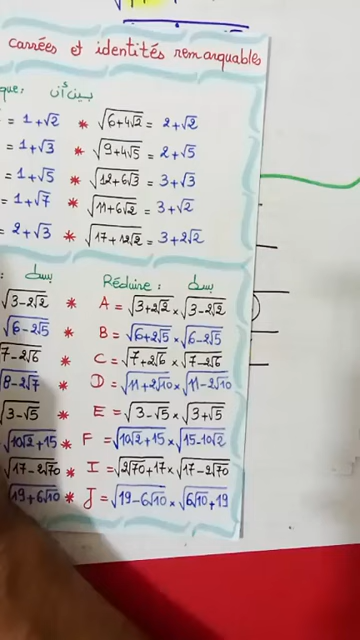 carrées et identités remarquables
que: بين أن
= 1+√2 * √(6+4√2) = 2+√2
= 1+√3 * √(9+4√5) = 2+√5
= 1+√5 * √(12+6√3) = 3+√3
= 1+√7 * √(11+6√2) = 3+√2
= 2+√3 * √(17+12√2) = 3+2√2
: بسط Réduire: بسط
√(3-2√2) * A = √(3+2√2) × √(3-2√2)
√(6-2√5) * B = √(6+2√5) × √(6-2√5)
√(7-2√6) * C = √(7+2√6) × √(7-2√6)
√(8-2√7) * D = √(11+2√10) × √(11-2√10)
√(3-√5) * E = √(3-√5) × √(3+√5)
√(10√2+15) * F = √(10√2+15) × √(15-10√2)
√(17-2√70) * I = √(2√70+17) × √(17-2√70)
√(19+6√10) * J = √(19-6√10) × √(6√10+19)